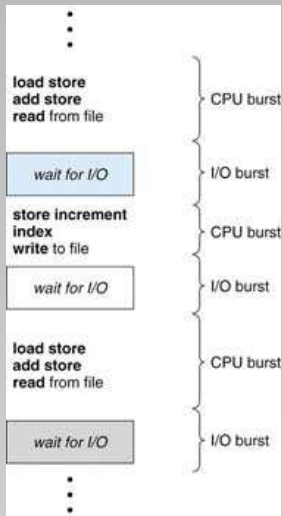 load store
add store
read from file
CPU burst
wait for I/O
I/O burst
store increment
index
write to file
CPU burst
wait for I/O
I/O burst
load store
add store
read from file
CPU burst
wait for I/O
I/O burst